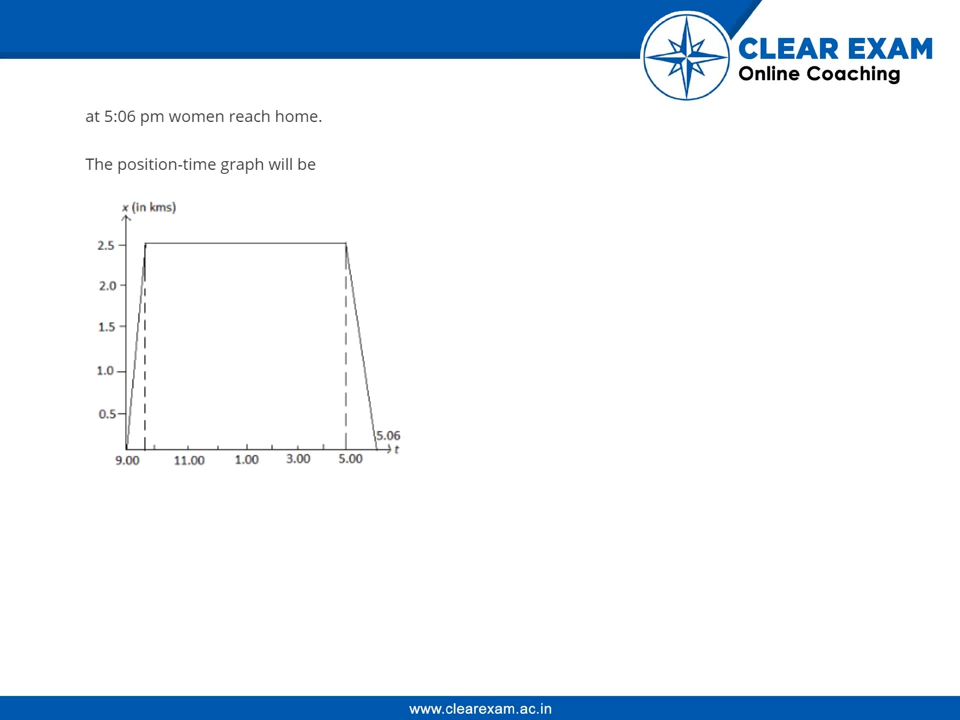 CLEAR EXAM
Online Coaching
at 5:06 pm women reach home.
The position-time graph will be
x (in kms)
2.5
2.0
1.5
1.0
0.5
5.06
t
9.00 11.00 1.00 3.00 5.00
www.clearexam.ac.in